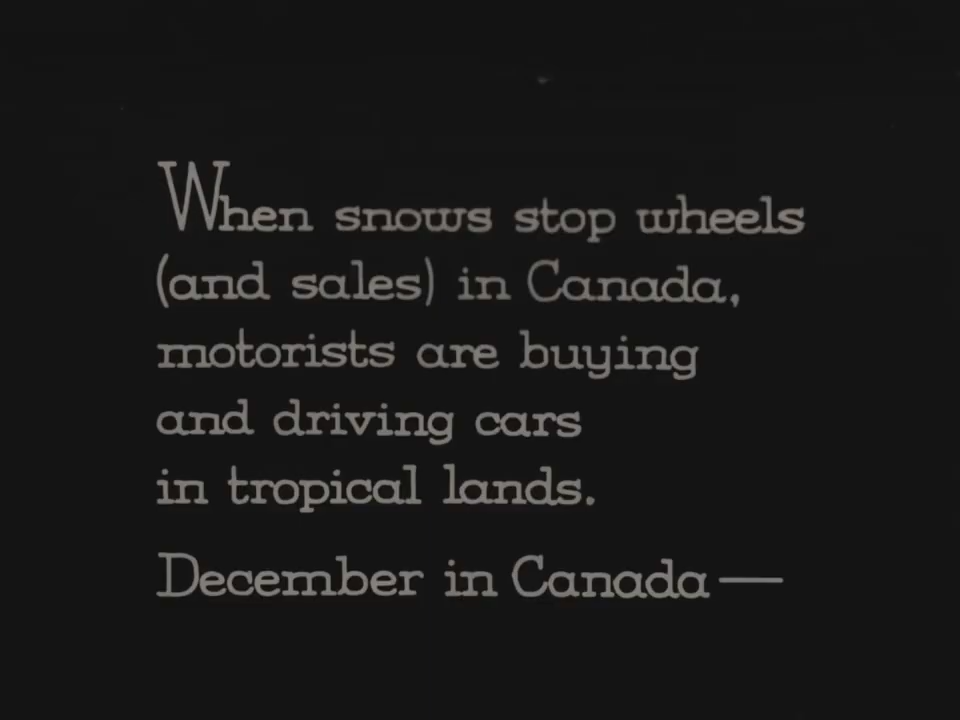 When snows stop wheels
(and sales) in Canada,
motorists are buying
and driving cars
in tropical lands.
December in Canada—